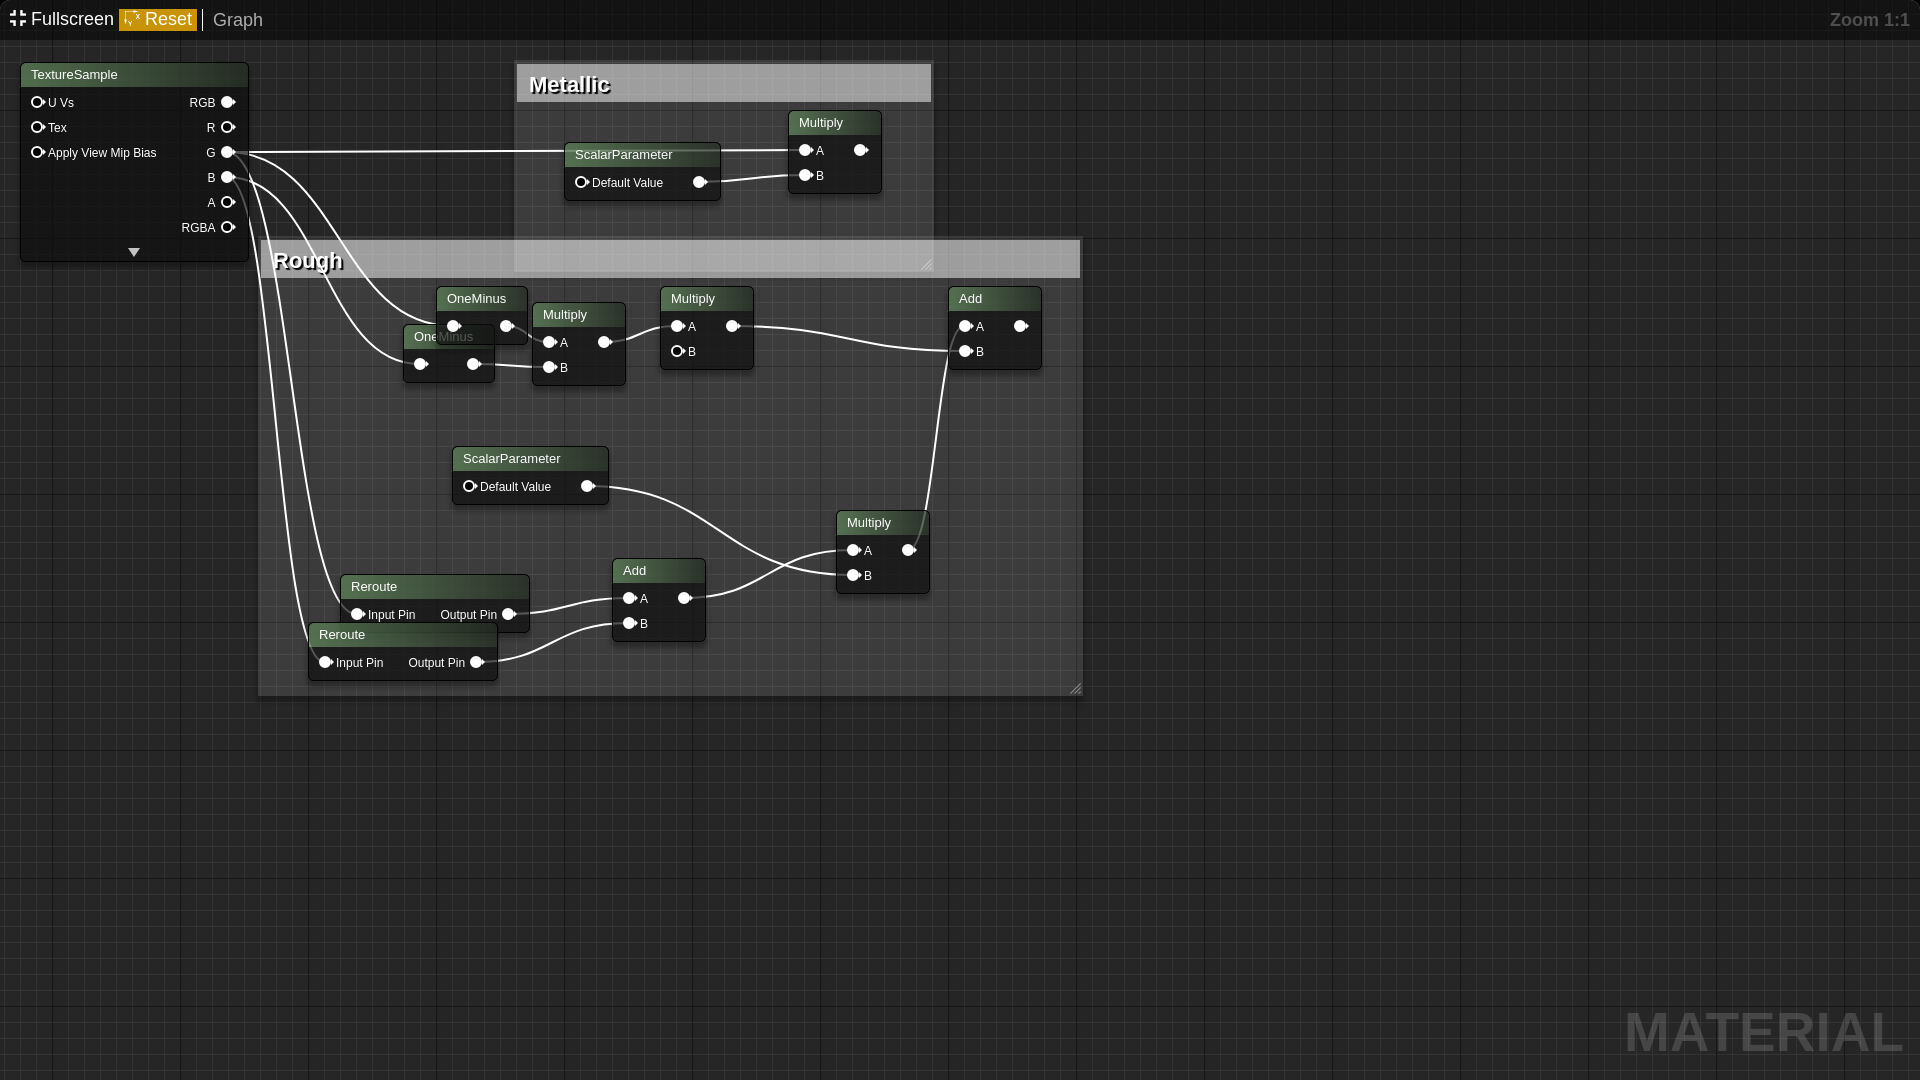 Fullscreen Reset Graph Zoom 1:1
TextureSample
U Vs RGB
Tex R
Apply View Mip Bias G
B
A
RGBA
Metallic
Multiply
A
B
ScalarParameter
Default Value
Rough
OneMinus
OneMinus
Multiply
A
B
Multiply
A
B
Add
A
B
ScalarParameter
Default Value
Multiply
A
B
Add
A
B
Reroute
Input Pin Output Pin
Reroute
Input Pin Output Pin
MATERIAL